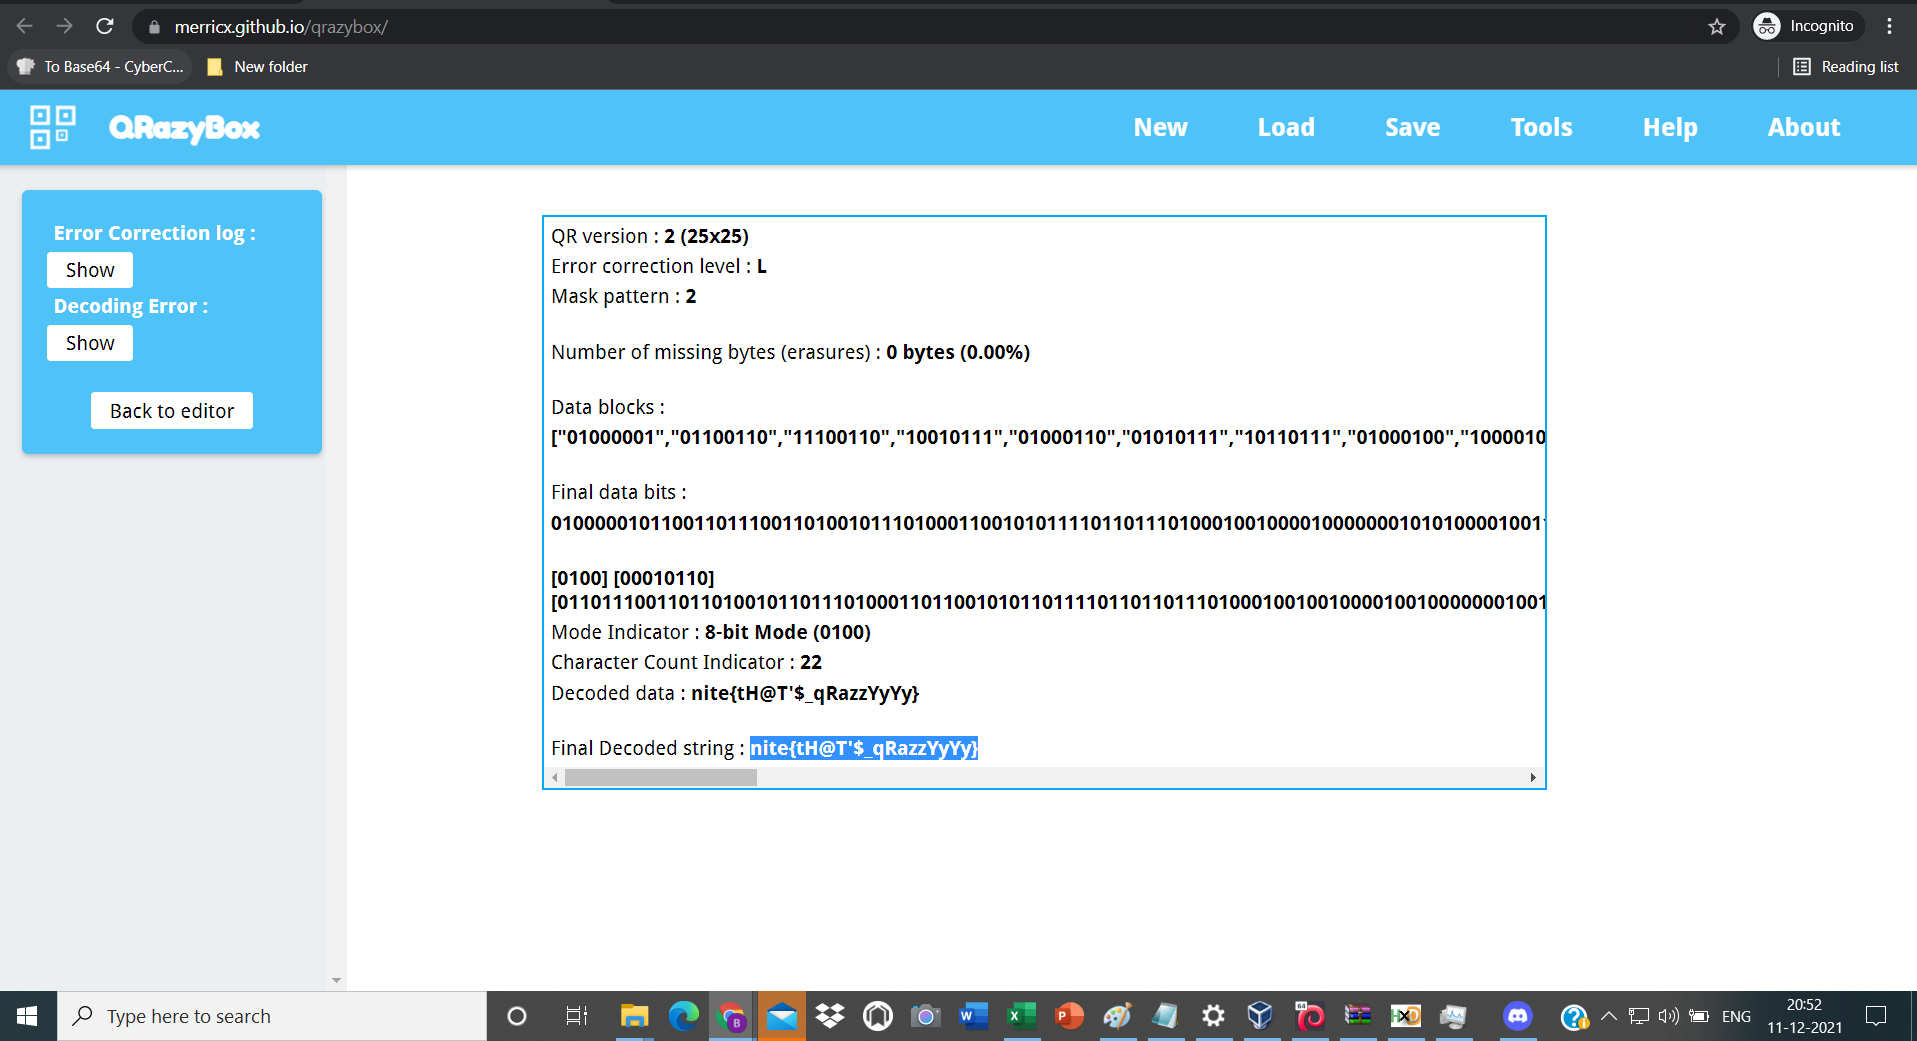 merricx.github.io/qrazybox/
Incognito
To Base64 - CyberC...
New folder
Reading list
QRazyBox
New
Load
Save
Tools
Help
About
Error Correction log :
Show
Decoding Error :
Show
Back to editor
QR version : 2 (25x25)
Error correction level : L
Mask pattern : 2
Number of missing bytes (erasures) : 0 bytes (0.00%)
Data blocks :
["01000001","01100110","11100110","10010111","01000110","01010111","10110111","01000100","1000010
Final data bits :
0100000101100110111001101001011101000110010101111011011101000100100001000000010101000010011
[0100] [00010110]
[0110111001101101001011011101000110110010101101111011011011101000100100100001001000000010011
Mode Indicator : 8-bit Mode (0100)
Character Count Indicator : 22
Decoded data : nite{tH@T'$_qRazzYyYy}
Final Decoded string : nite{tH@T'$_qRazzYyYy}
Type here to search
ENG
20:52
11-12-2021